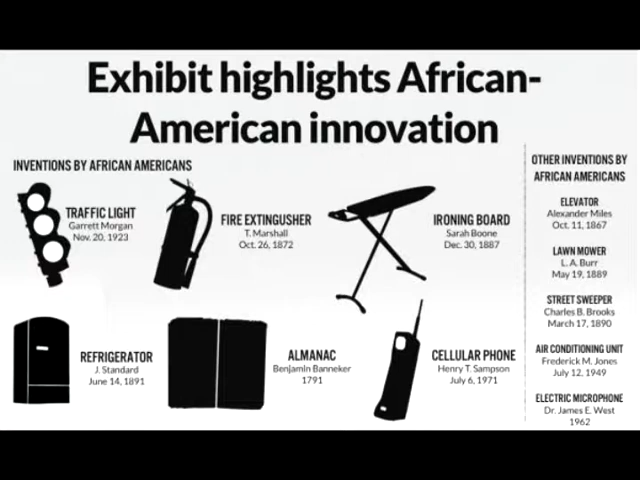 Exhibit highlights African-
American innovation
INVENTIONS BY AFRICAN AMERICANS
TRAFFIC LIGHT
Garrett Morgan
Nov. 20, 1923
FIRE EXTINGUSHER
T. Marshall
Oct. 26, 1872
IRONING BOARD
Sarah Boone
Dec. 30, 1887
REFRIGERATOR
J. Standard
June 14, 1891
ALMANAC
Benjamin Banneker
1791
CELLULAR PHONE
Henry T. Sampson
July 6, 1971
OTHER INVENTIONS BY
AFRICAN AMERICANS
ELEVATOR
Alexander Miles
Oct. 11, 1867
LAWN MOWER
L. A. Burr
May 19, 1889
STREET SWEEPER
Charles B. Brooks
March 17, 1890
AIR CONDITIONING UNIT
Frederick M. Jones
July 12, 1949
ELECTRIC MICROPHONE
Dr. James E. West
1962